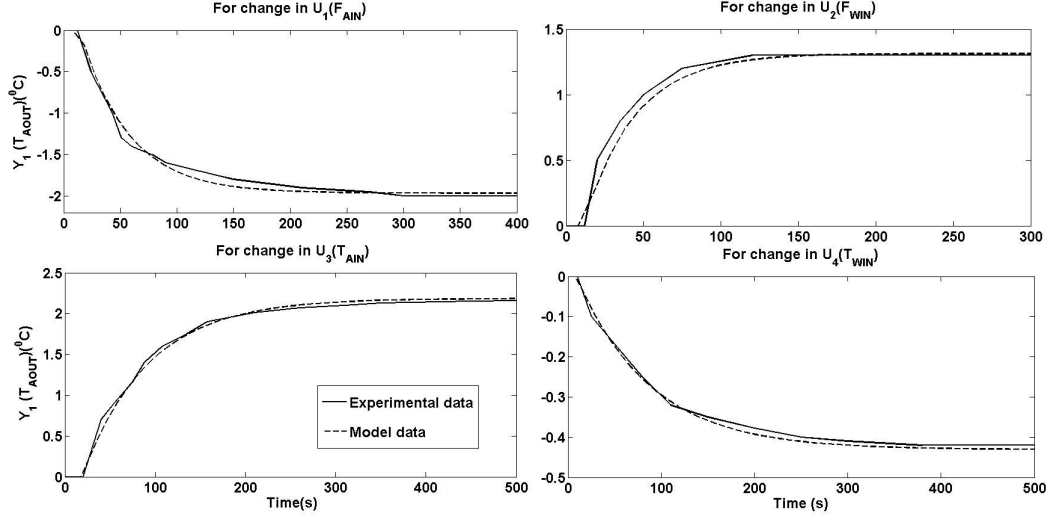 For change in U1(FAIN)
Y1 (TAOUT)(0C)
0
-0.5
-1
-1.5
-2
0 50 100 150 200 250 300 350 400
For change in U2(FWIN)
1.5
1
0.5
0
0 50 100 150 200 250 300
For change in U3(TAIN)
Y1 (TAOUT)(0C)
2.5
2
1.5
1
0.5
0
0 100 200 300 400 500
Time(s)
Experimental data
Model data
For change in U4(TWIN)
0
-0.1
-0.2
-0.3
-0.4
-0.5
0 100 200 300 400 500
Time (s)